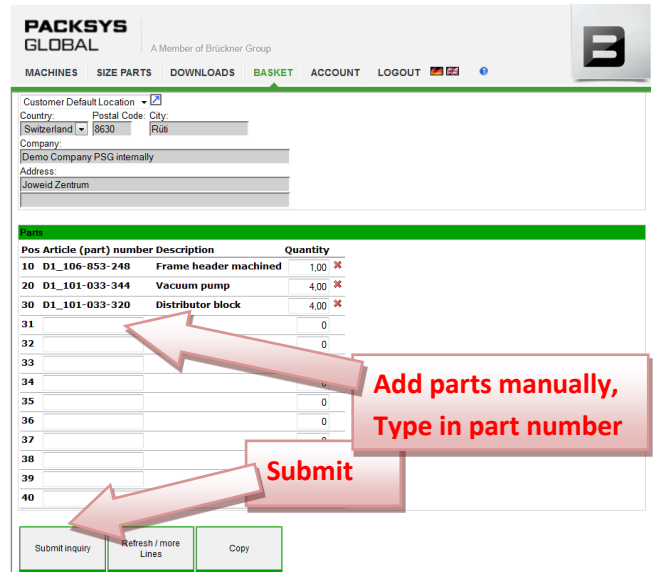 PACKSYS
GLOBAL A Member of Brückner Group
B
MACHINES SIZE PARTS DOWNLOADS BASKET ACCOUNT LOGOUT ?
Customer Default Location
Country: Postal Code: City:
Switzerland 8630 Rüti
Company:
Demo Company PSG internally
Address:
Joweid Zentrum
Parts
Pos Article (part) number Description Quantity
10 D1_106-853-248 Frame header machined 1,00
20 D1_101-033-344 Vacuum pump 4,00
30 D1_101-033-320 Distributor block 4,00
31 0
32 0
33
34 0
35 0
36 0
37 0
38
39
40
Add parts manually,
Type in part number
Submit
Submit inquiry Refresh / more Lines Copy